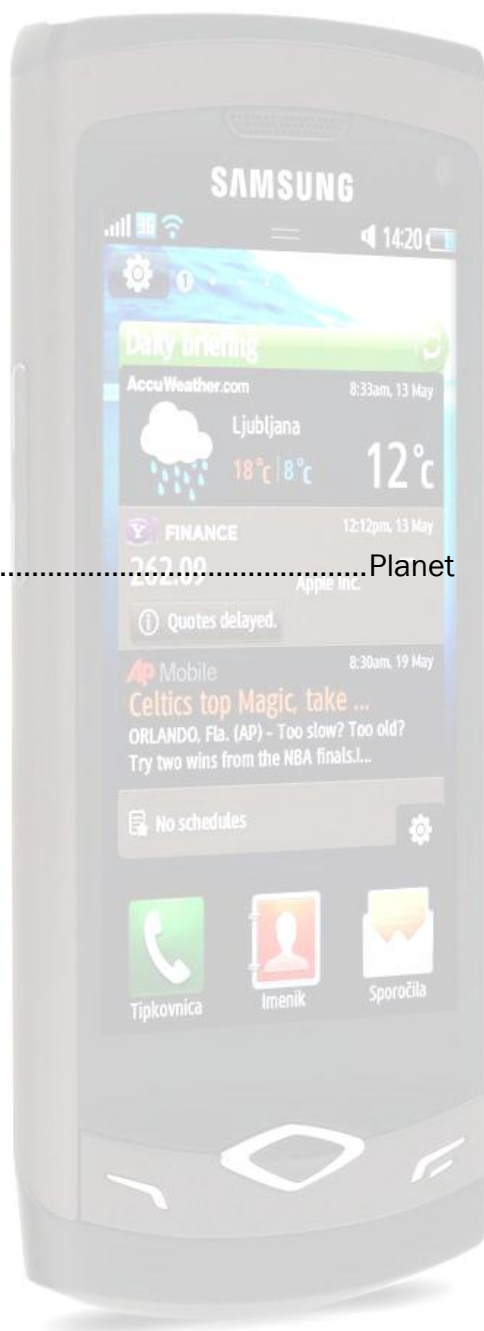 SAMSUNG
3G 14:20
1
Daily briefing
AccuWeather.com 8:33am, 13 May
Ljubljana
18°c 8°c 12°c
Y! FINANCE 12:12pm, 13 May
..................................................Planet
262.09 Apple Inc.
Quotes delayed.
AP Mobile 8:30am, 19 May
Celtics top Magic, take ...
ORLANDO, Fla. (AP) – Too slow? Too old?
Try two wins from the NBA finals.I...
No schedules
Tipkovnica Imenik Sporočila